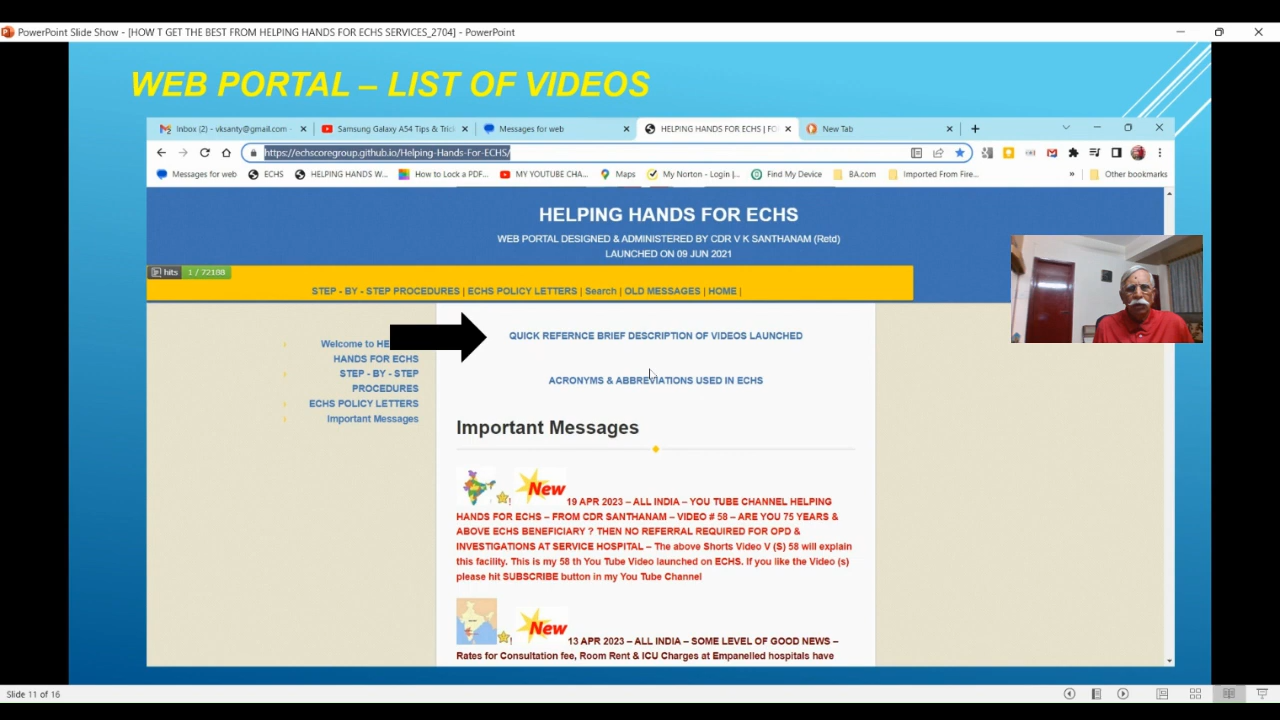 PowerPoint Slide Show - [HOW T GET THE BEST FROM HELPING HANDS FOR ECHS SERVICES_2704] - PowerPoint
WEB PORTAL – LIST OF VIDEOS
Inbox (2) - vksanty@gmail.com -
Samsung Galaxy A54 Tips & Tric
Messages for web
HELPING HANDS FOR ECHS | FO
New Tab
https://echscoregroup.github.io/Helping-Hands-For-ECHS/
Messages for web
ECHS
HELPING HANDS W...
How to Lock a PDF...
MY YOUTUBE CHA...
Maps
My Norton - Login |...
Find My Device
BA.com
Imported From Fire...
»
Other bookmarks
HELPING HANDS FOR ECHS
WEB PORTAL DESIGNED & ADMINISTERED BY CDR V K SANTHANAM (Retd)
LAUNCHED ON 09 JUN 2021
hits 1 / 72188
STEP - BY - STEP PROCEDURES | ECHS POLICY LETTERS | Search | OLD MESSAGES | HOME |
Welcome to HE
HANDS FOR ECHS
STEP - BY - STEP
PROCEDURES
ECHS POLICY LETTERS
Important Messages
QUICK REFERNCE BRIEF DESCRIPTION OF VIDEOS LAUNCHED
ACRONYMS & ABBREVIATIONS USED IN ECHS
Important Messages
New 19 APR 2023 – ALL INDIA – YOU TUBE CHANNEL HELPING
HANDS FOR ECHS – FROM CDR SANTHANAM – VIDEO # 58 – ARE YOU 75 YEARS &
ABOVE ECHS BENEFICIARY ? THEN NO REFERRAL REQUIRED FOR OPD &
INVESTIGATIONS AT SERVICE HOSPITAL – The above Shorts Video V (S) 58 will explain
this facility. This is my 58 th You Tube Video launched on ECHS. If you like the Video (s)
please hit SUBSCRIBE button in my You Tube Channel
New 13 APR 2023 – ALL INDIA – SOME LEVEL OF GOOD NEWS –
Rates for Consultation fee, Room Rent & ICU Charges at Empanelled hospitals have
Slide 11 of 16